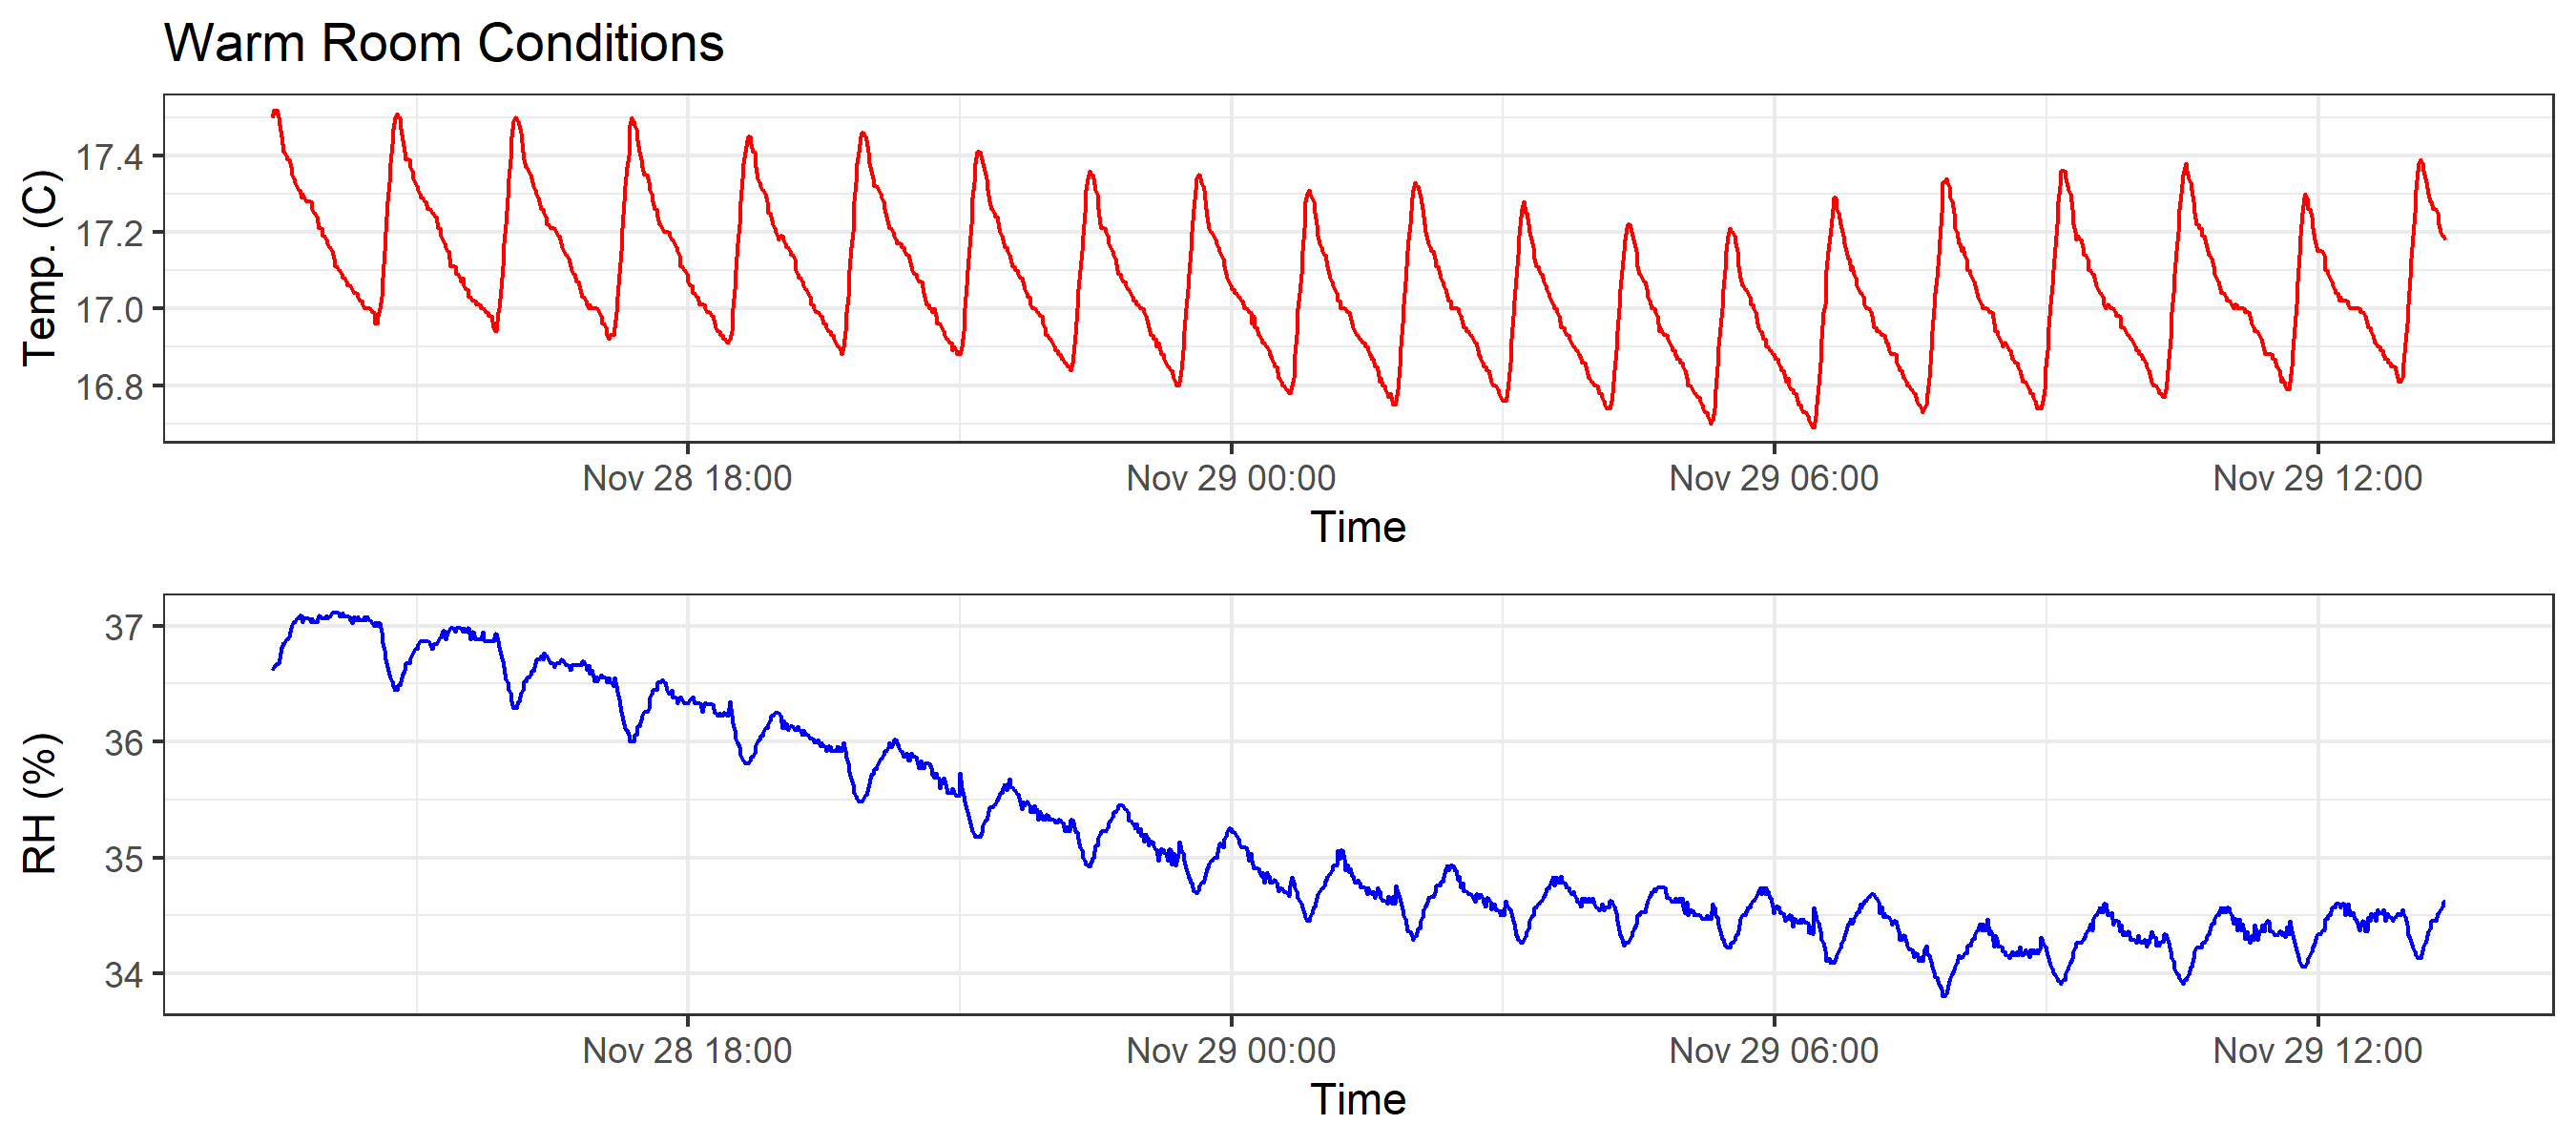 Warm Room Conditions
Temp. (C)
17.4
17.2
17.0
16.8
Nov 28 18:00 Nov 29 00:00 Nov 29 06:00 Nov 29 12:00
Time
RH (%)
37
36
35
34
Nov 28 18:00 Nov 29 00:00 Nov 29 06:00 Nov 29 12:00
Time